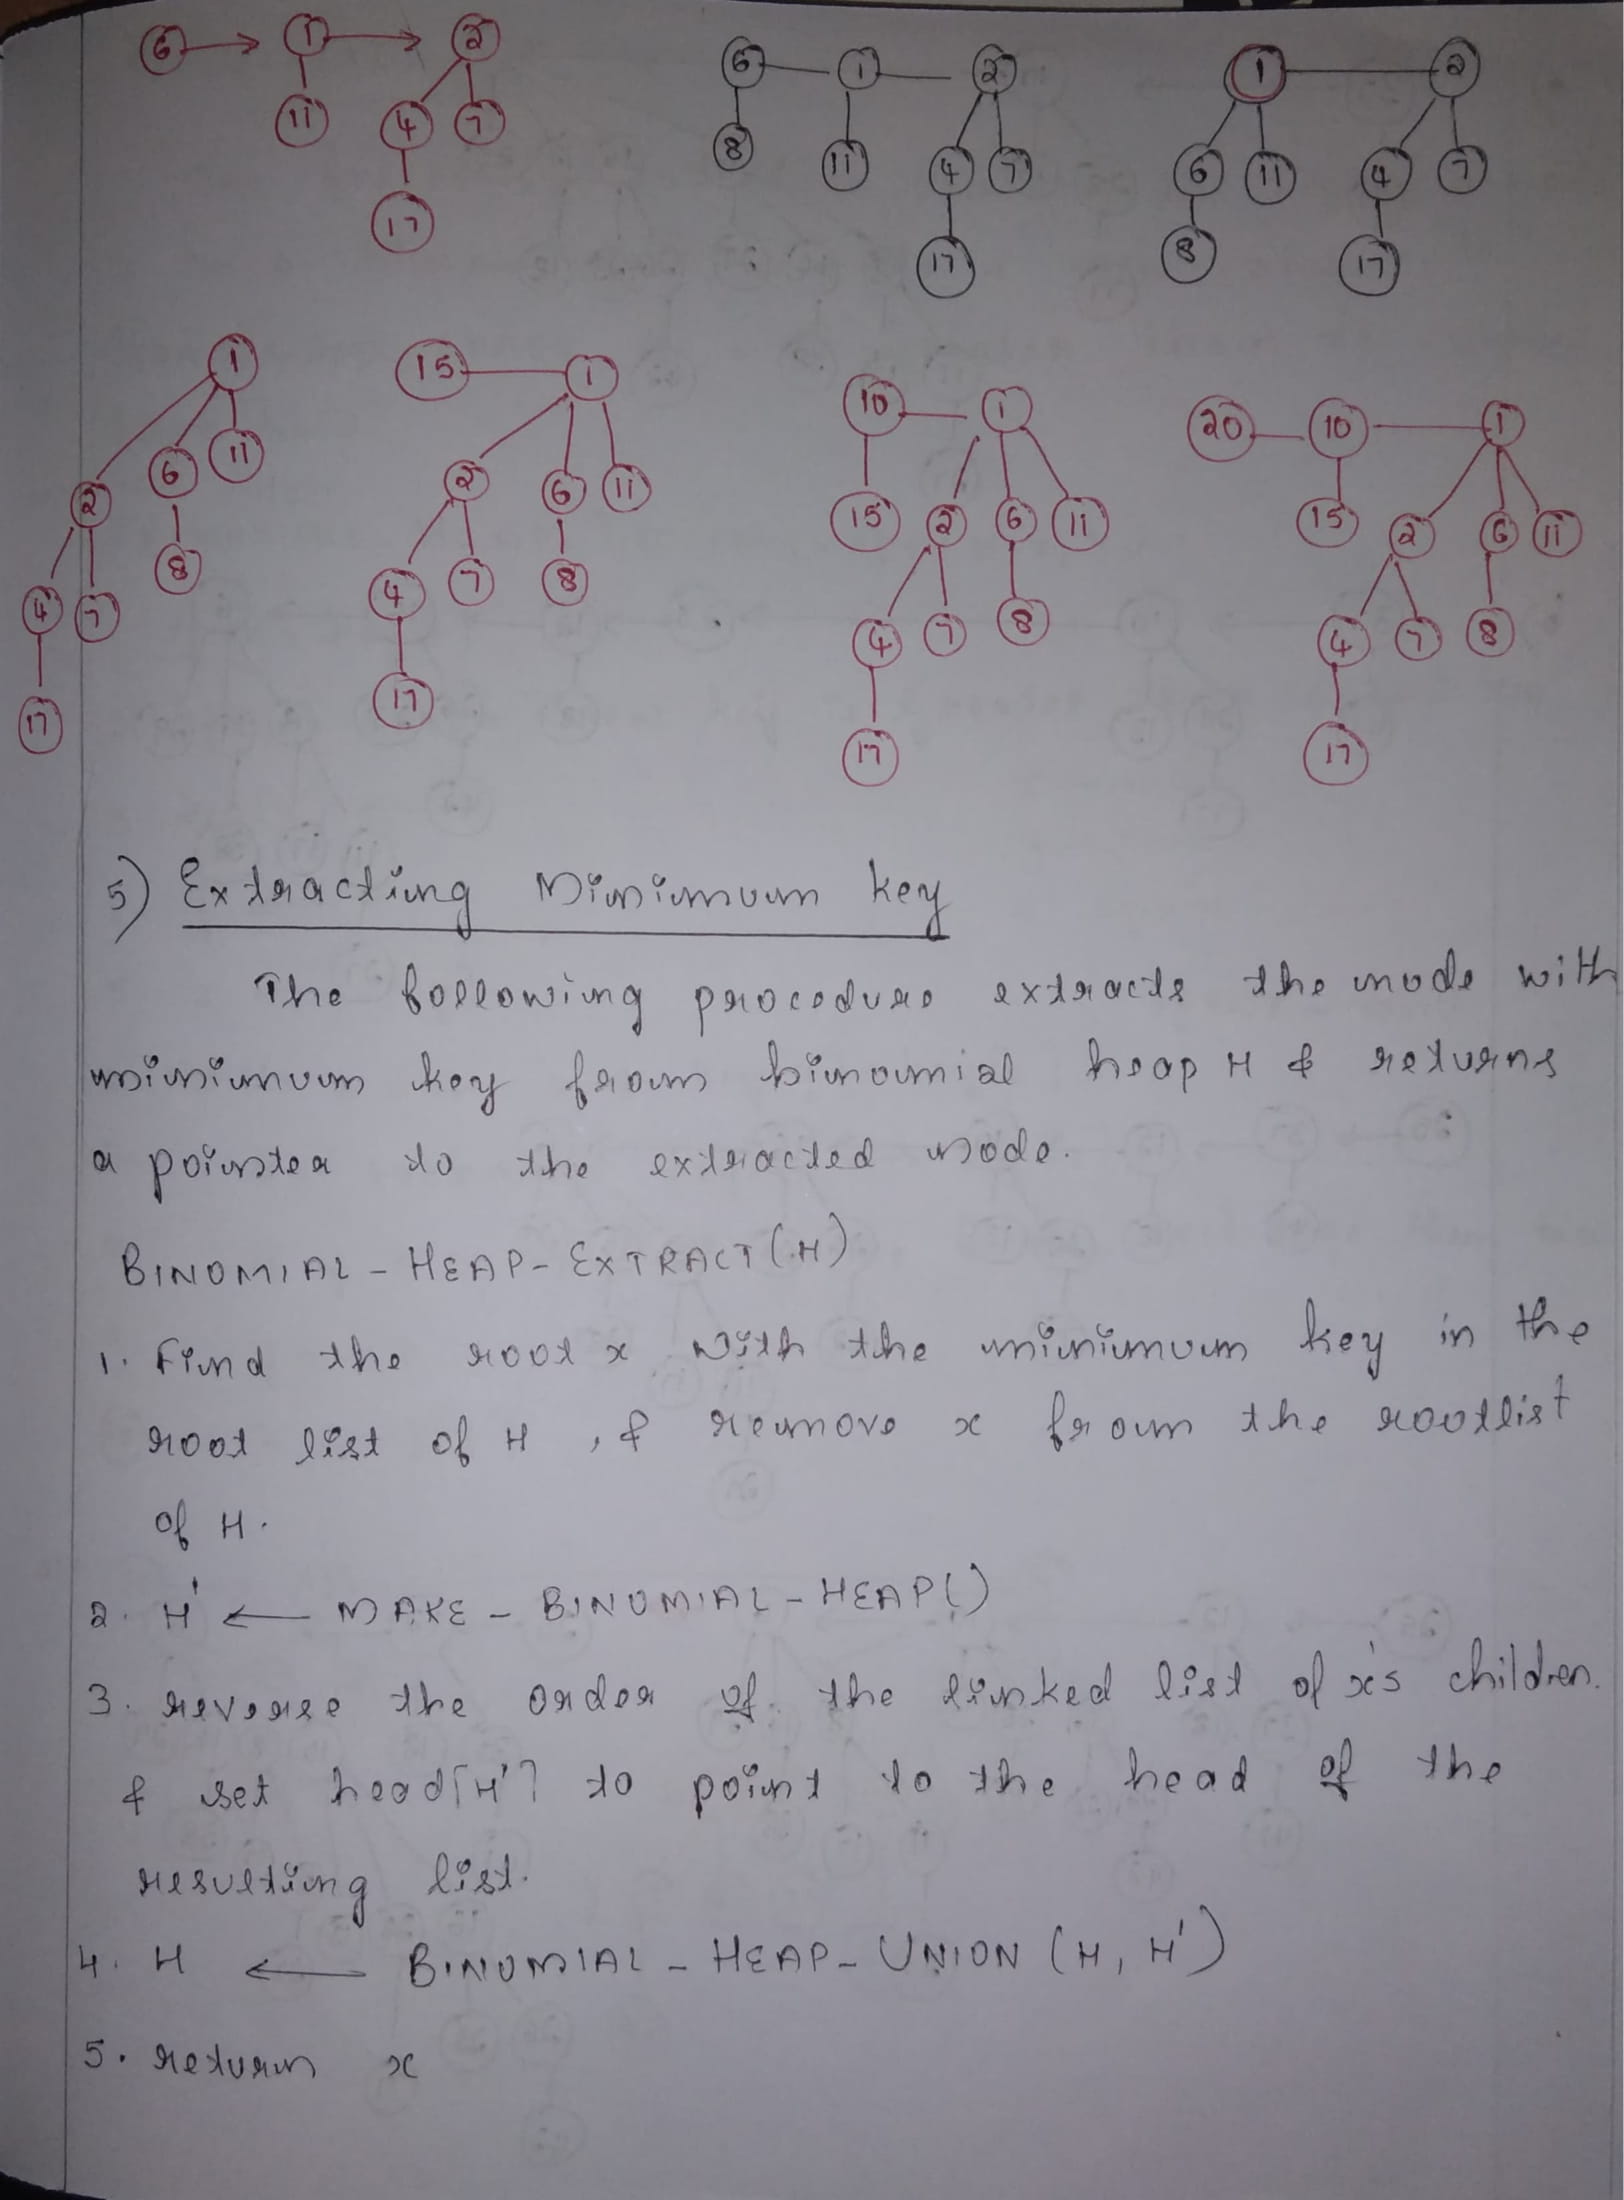 6 1 2
11 4 7
17
6 1 2
8 11 4 7
17
1 2
6 11 4 7
8 17
1
2 6 11
4 7 8
17
15 1
2 6 11
4 7 8
17
10 1
15 2 6 11
4 7 8
17
20 10 1
15 2 6 11
4 7 8
17
5) Extracting Minimum key
The following procedure extracts the node with
minimum key from binomial heap H & returns
a pointer to the extracted node.
BINOMIAL - HEAP - EXTRACT (H)
1. Find the root x with the minimum key in the
root list of H , & remove x from the rootlist
of H.
2. H' ← MAKE - BINOMIAL - HEAP()
3. reverse the order of the linked list of x's children.
& set head[H'] to point to the head of the
resulting list.
4. H ← BINOMIAL - HEAP - UNION (H, H')
5. return x